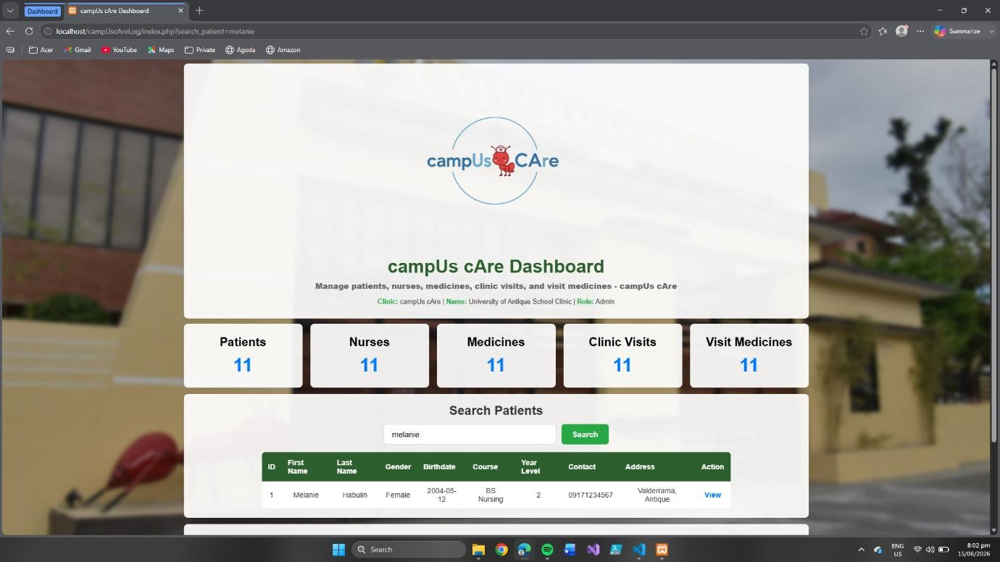 Dashboard
campUs cAre Dashboard
localhost/campUscAreLog/index.php?search_patient=melanie
Summarize
Acer
Gmail
YouTube
Maps
Private
Agoda
Amazon
campUs CAre
campUs cAre Dashboard
Manage patients, nurses, medicines, clinic visits, and visit medicines - campUs cAre
Clinic: campUs cAre | Name: University of Antique School Clinic | Role: Admin
Patients
11
Nurses
11
Medicines
11
Clinic Visits
11
Visit Medicines
11
Search Patients
melanie
Search
ID First Name Last Name Gender Birthdate Course Year Level Contact Address Action
1 Melanie Habulin Female 2004-05-12 BS Nursing 2 09171234567 Valderrama, Antique View
Search
ENG
US
8:02 pm
15/06/2026